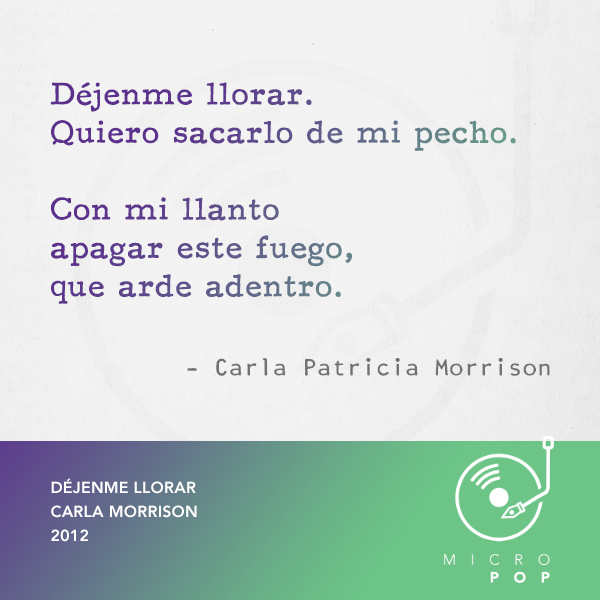 Déjenme llorar.
Quiero sacarlo de mi pecho.
Con mi llanto
apagar este fuego,
que arde adentro.
- Carla Patricia Morrison
DÉJENME LLORAR
CARLA MORRISON
2012
MICRO
POP